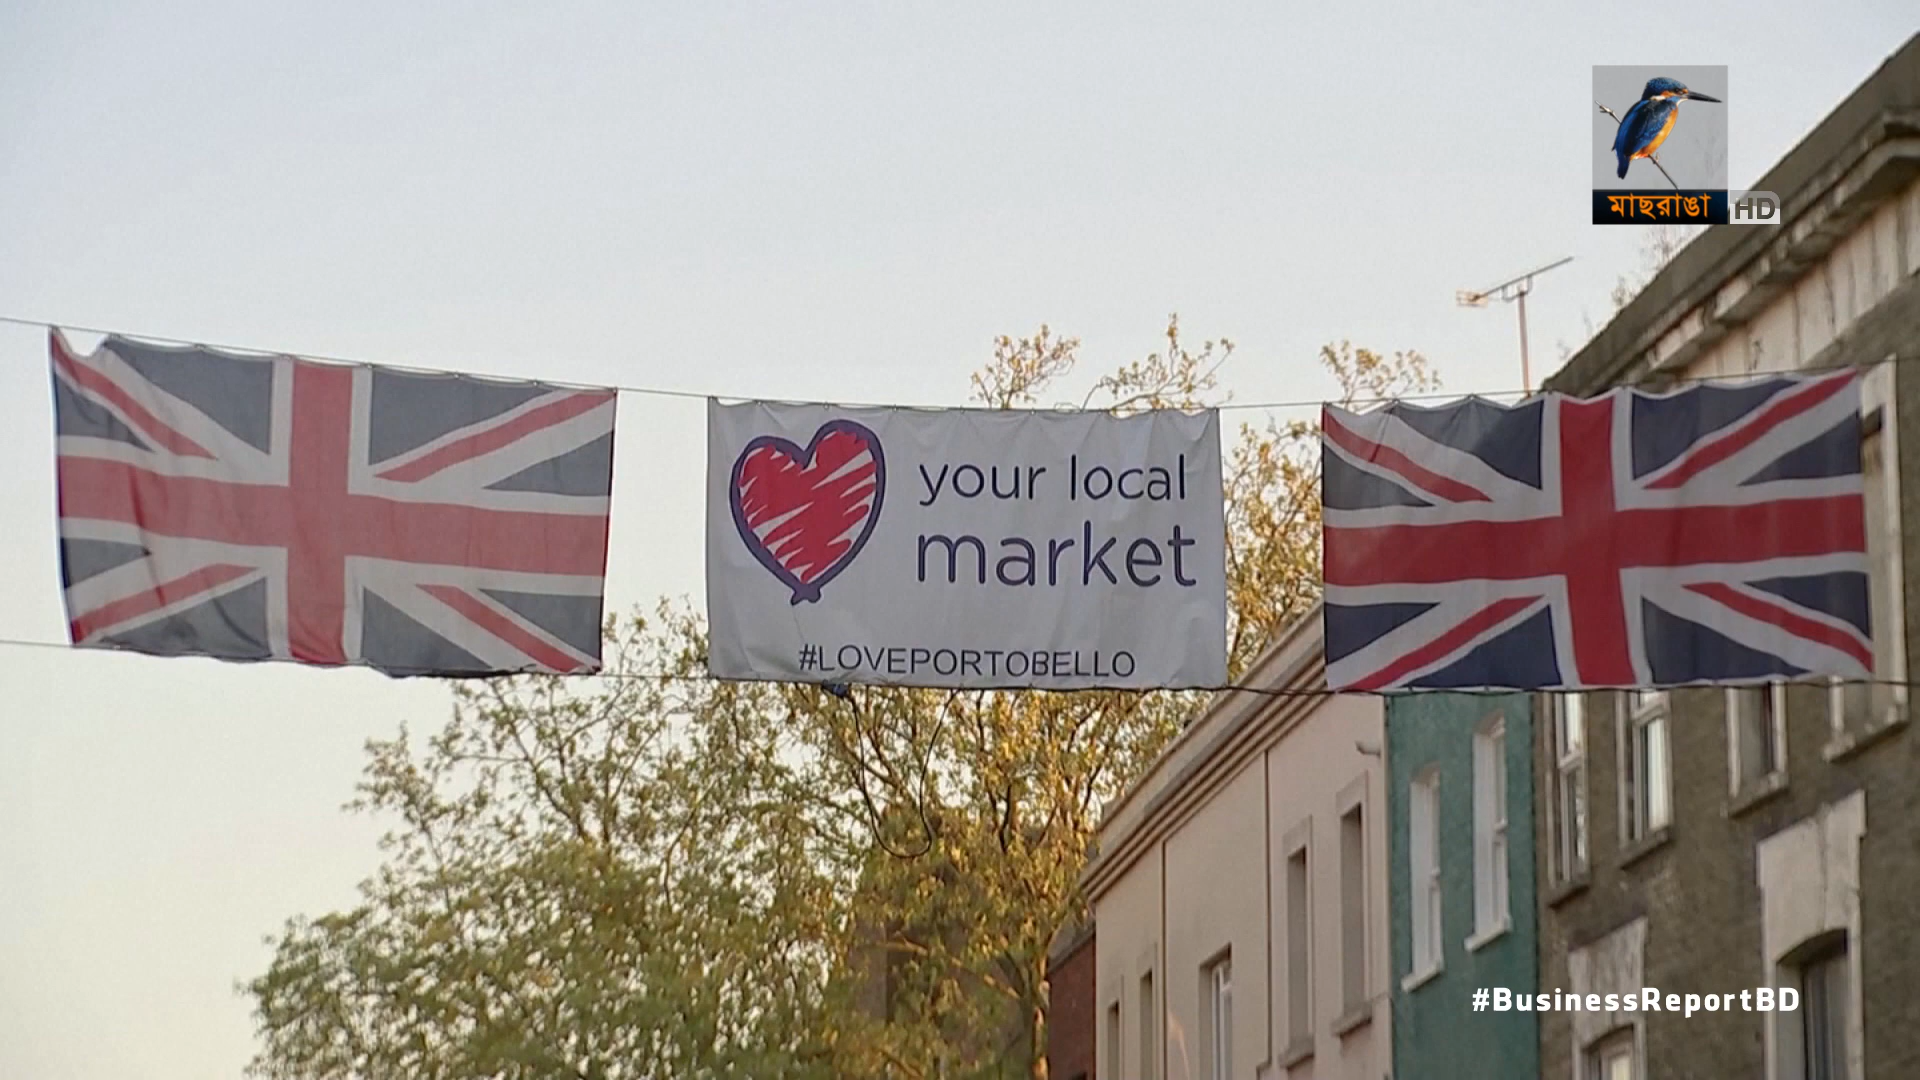 মাছরাঙা
HD
your local
market
#LOVEPORTOBELLO
#BusinessReportBD